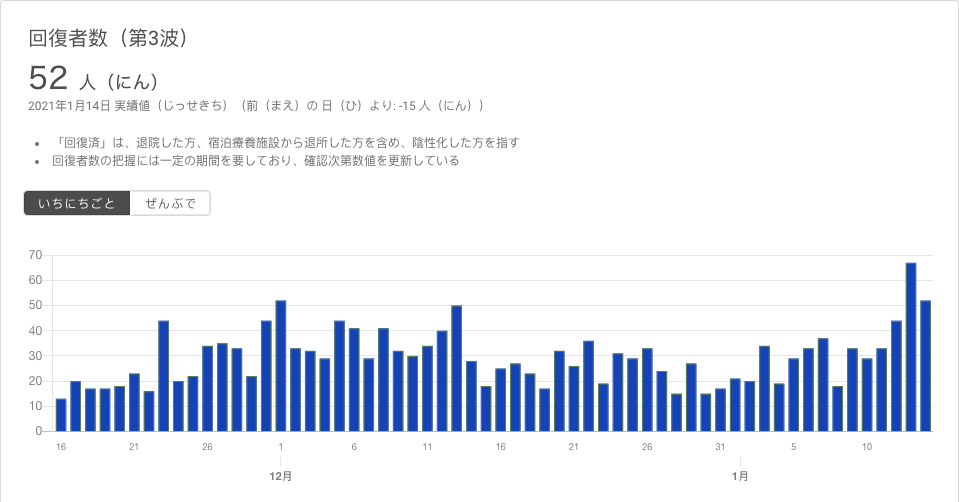 回復者数（第3波）
52 人（にん）
2021年1月14日 実績値（じっせきち）（前（まえ）の 日（ひ）より: -15 人（にん））
「回復済」は、退院した方、宿泊療養施設から退所した方を含め、陰性化した方を指す
回復者数の把握には一定の期間を要しており、確認次第数値を更新している
いちにちごと ぜんぶで
70
60
50
40
30
20
10
0
16 21 26 1 6 11 16 21 26 31 5 10
12月 1月